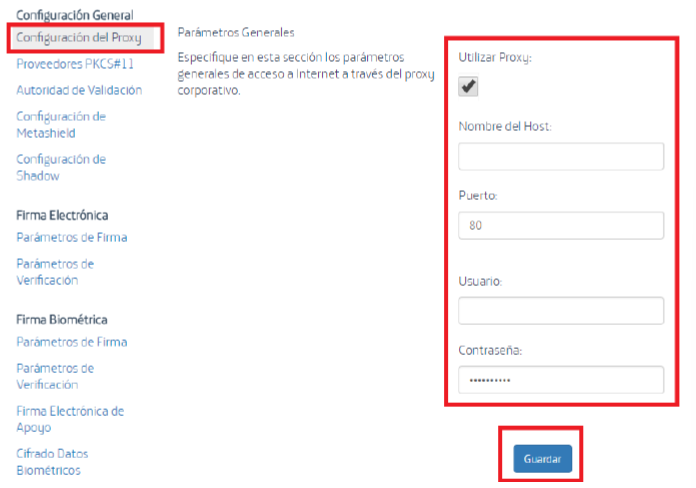 Configuración General
Configuración del Proxy
Proveedores PKCS#11
Autoridad de Validación
Configuración de
Metashield
Configuración de
Shadow
Firma Electrónica
Parámetros de Firma
Parámetros de
Verificación
Firma Biométrica
Parámetros de Firma
Parámetros de
Verificación
Firma Electrónica de
Apoyo
Cifrado Datos
Biométricos
Parámetros Generales
Especifique en esta sección los parámetros
generales de acceso a Internet a través del proxy
corporativo.
Utilizar Proxy:
Nombre del Host:
Puerto:
80
Usuario:
Contraseña:
••••••••••
Guardar